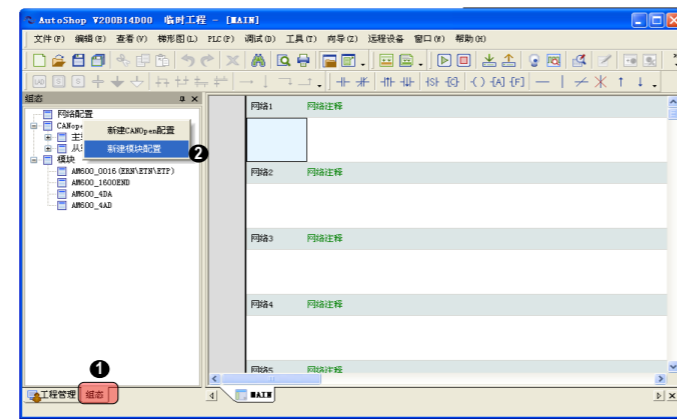 AutoShop V200B14D00 临时工程 - [MAIN]
文件(F) 编辑(E) 查看(V) 梯形图(L) PLC(P) 调试(D) 工具(T) 向导(Z) 远程设备 窗口(W) 帮助(H)
组态
网络配置
CANope
主
从
新建CANOpen配置
新建模块配置
❷
模块
AM600_0016(ERN\ETN\ETP)
AM600_1600END
AM600_4DA
AM600_4AD
网络1 网络注释
网络2 网络注释
网络3 网络注释
网络4 网络注释
网络5 网络注释
❶
工程管理 组态
MAIN